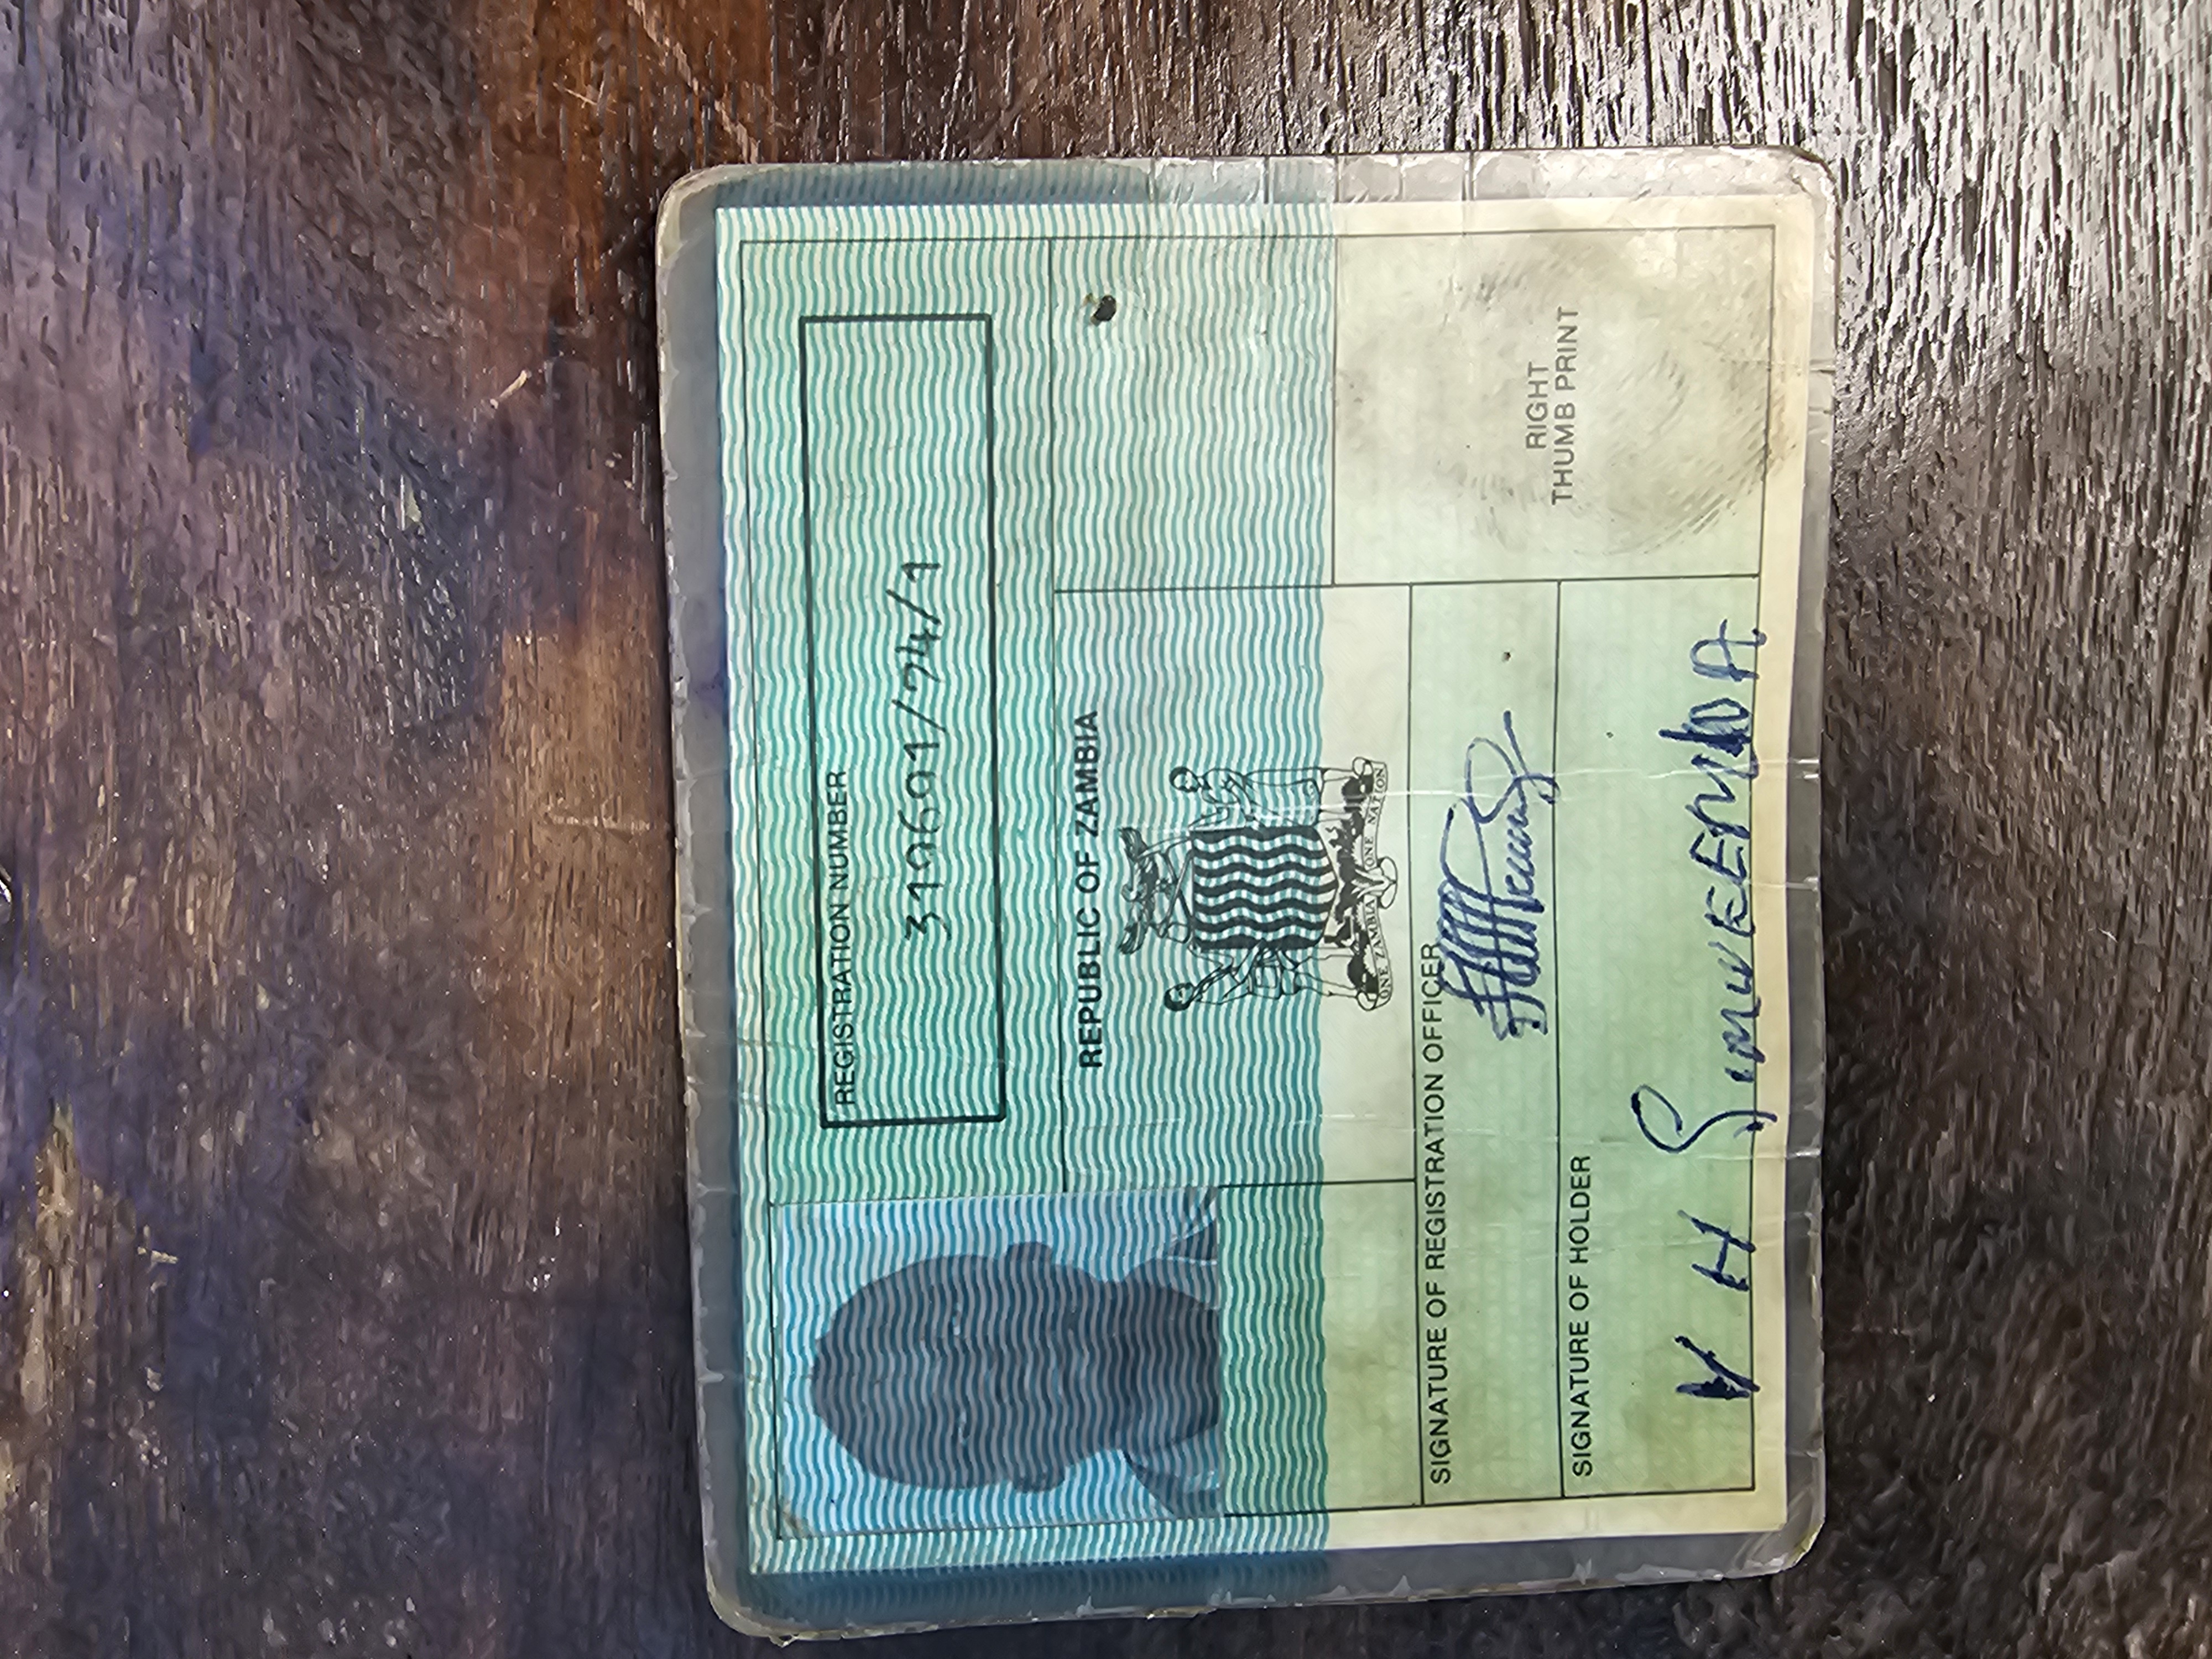 REGISTRATION NUMBER
319691/74/1
REPUBLIC OF ZAMBIA
ONE ZAMBIA ONE NATION
SIGNATURE OF REGISTRATION OFFICER
SIGNATURE OF HOLDER
V H SIMWEEMBA
RIGHT
THUMB PRINT